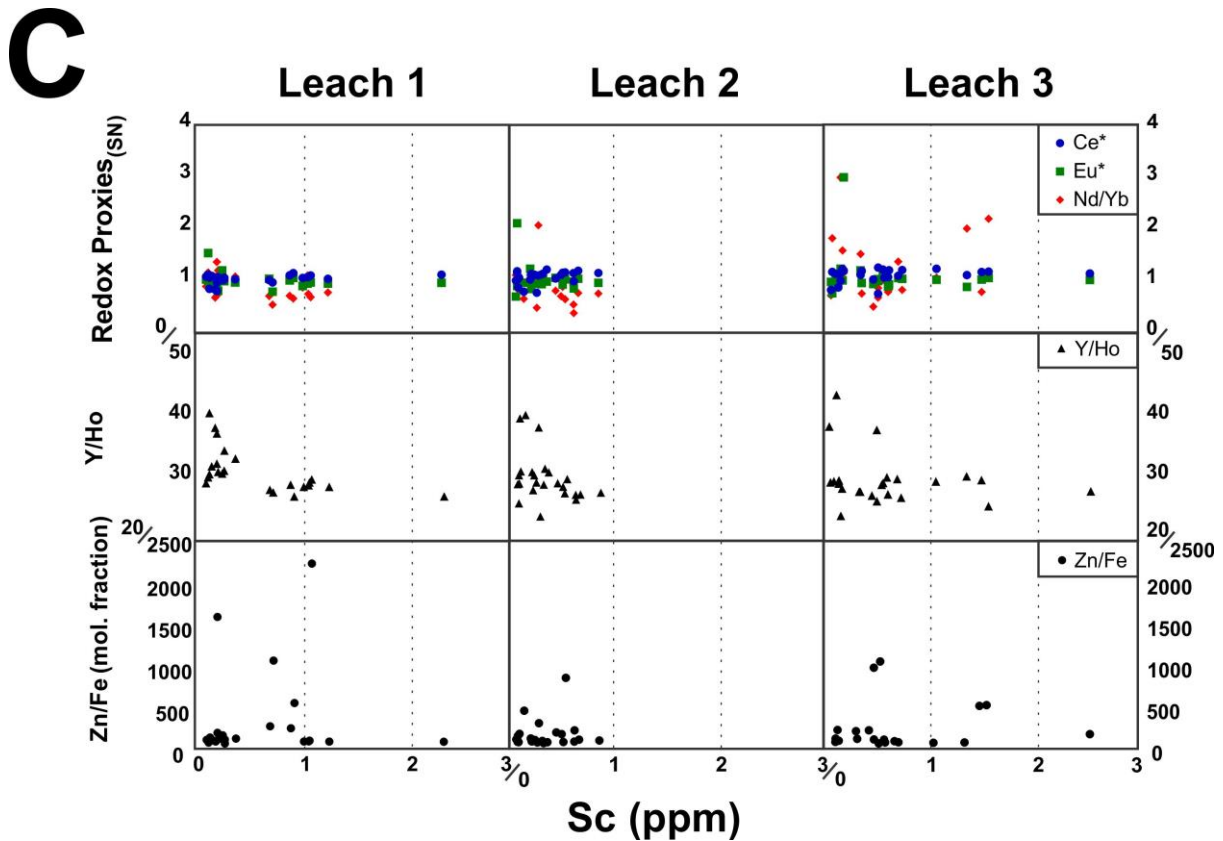 C
Leach 1 Leach 2 Leach 3
Redox Proxies(SN)
4
3
2
1
0
4
3
2
1
0
Ce*
Eu*
Nd/Yb
Y/Ho
50
40
30
20
50
40
30
20
Y/Ho
Zn/Fe (mol. fraction)
2500
2000
1500
1000
500
0
2500
2000
1500
1000
500
0
Zn/Fe
0 1 2 3/0 1 2 3/0 1 2 3
Sc (ppm)